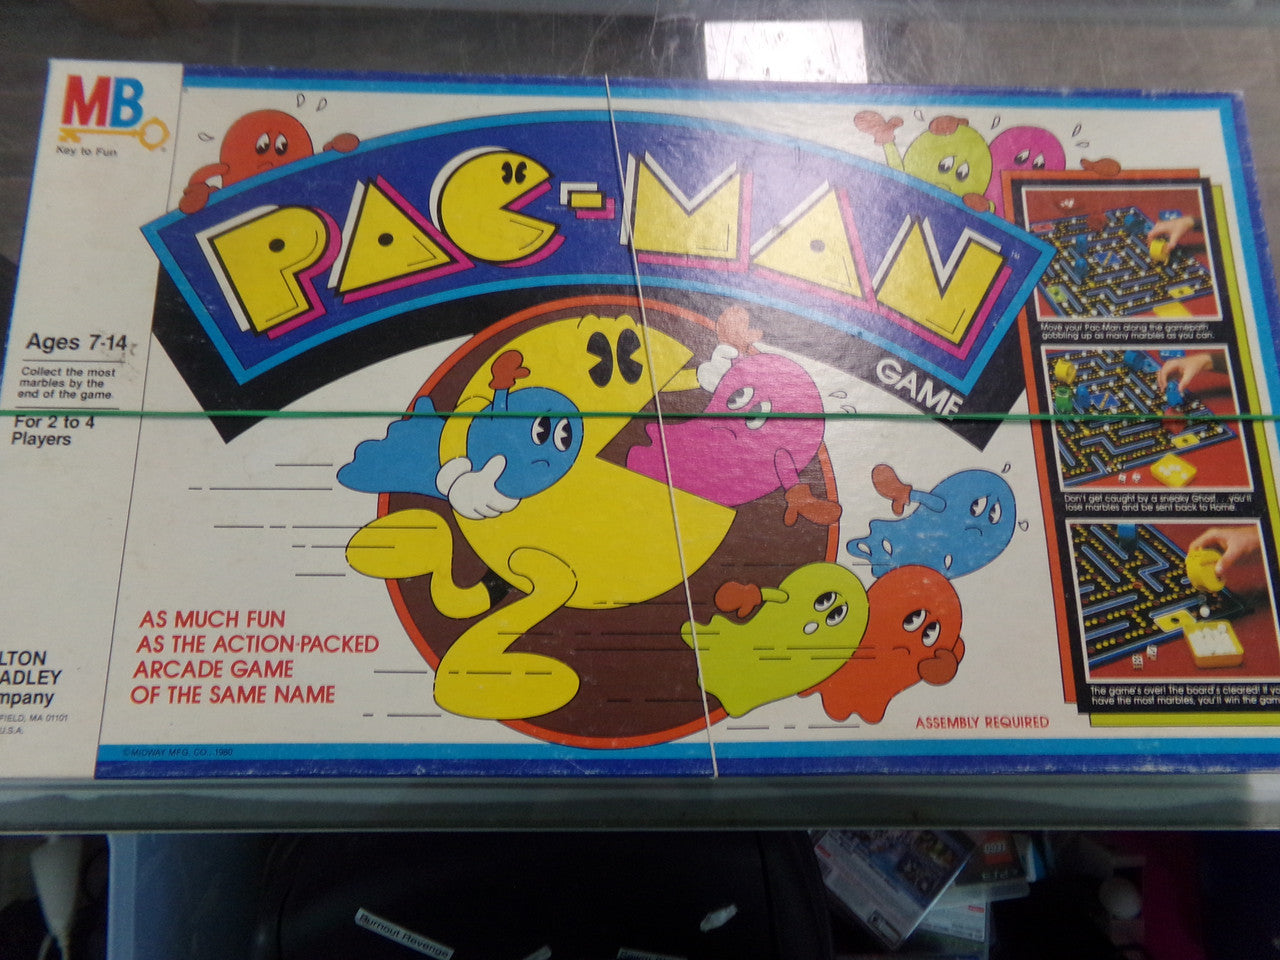 MB
Key to Fun
PAC-MAN
TM
GAME
Ages 7-14
Collect the most
marbles by the
end of the game
For 2 to 4
Players
LTON
ADLEY
mpany
FIELD, MA 01101
U.S.A.
AS MUCH FUN
AS THE ACTION-PACKED
ARCADE GAME
OF THE SAME NAME
©MIDWAY MFG. CO., 1980
ASSEMBLY REQUIRED
Move your Pac-Man along the gamepath
gobbling up as many marbles as you can.
Don't get caught by a sneaky Ghost. . .you'll
lose marbles and be sent back to Home.
The game's over! The board's cleared! If yo
have the most marbles, you'll win the gam
Burnout Revenge